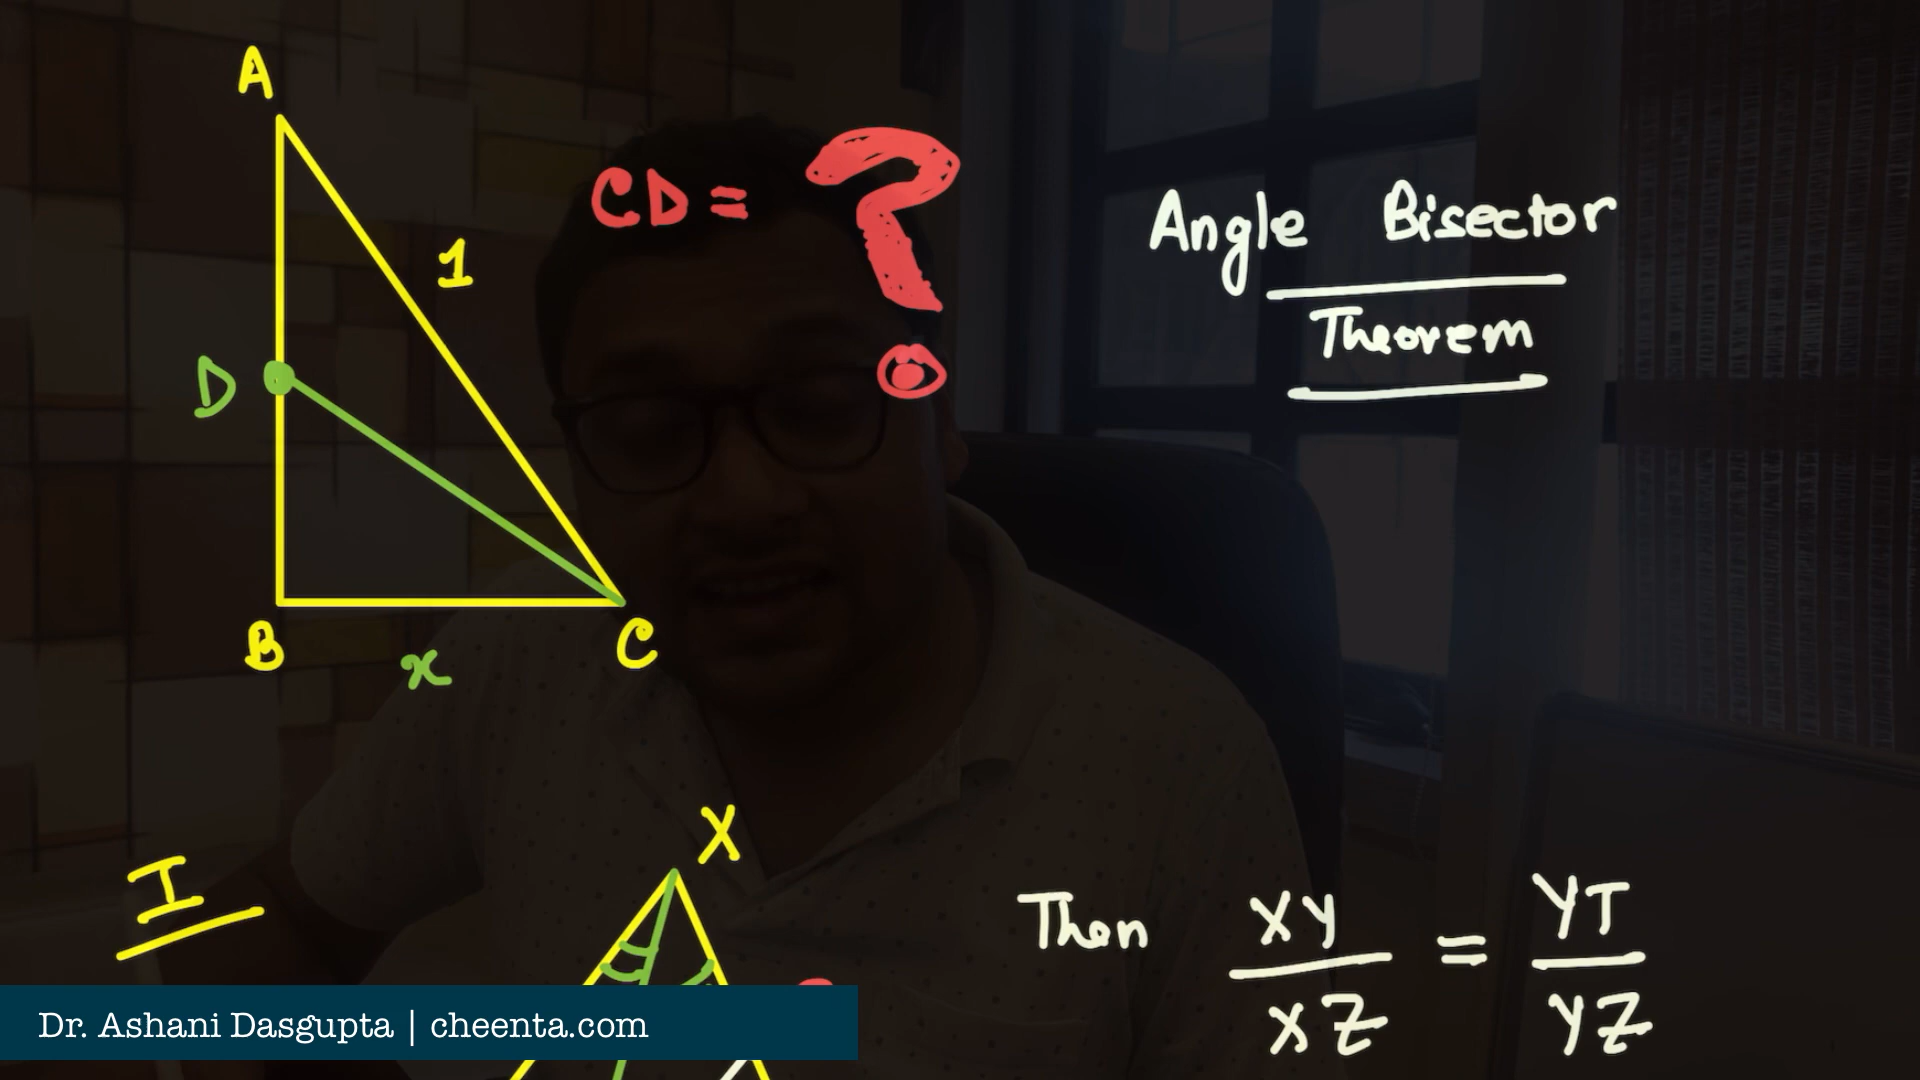 A
1
CD = ?
Angle Bisector
Theorem
D
B
x
C
I
X
Then XY/XZ = YT/YZ
Dr. Ashani Dasgupta | cheenta.com